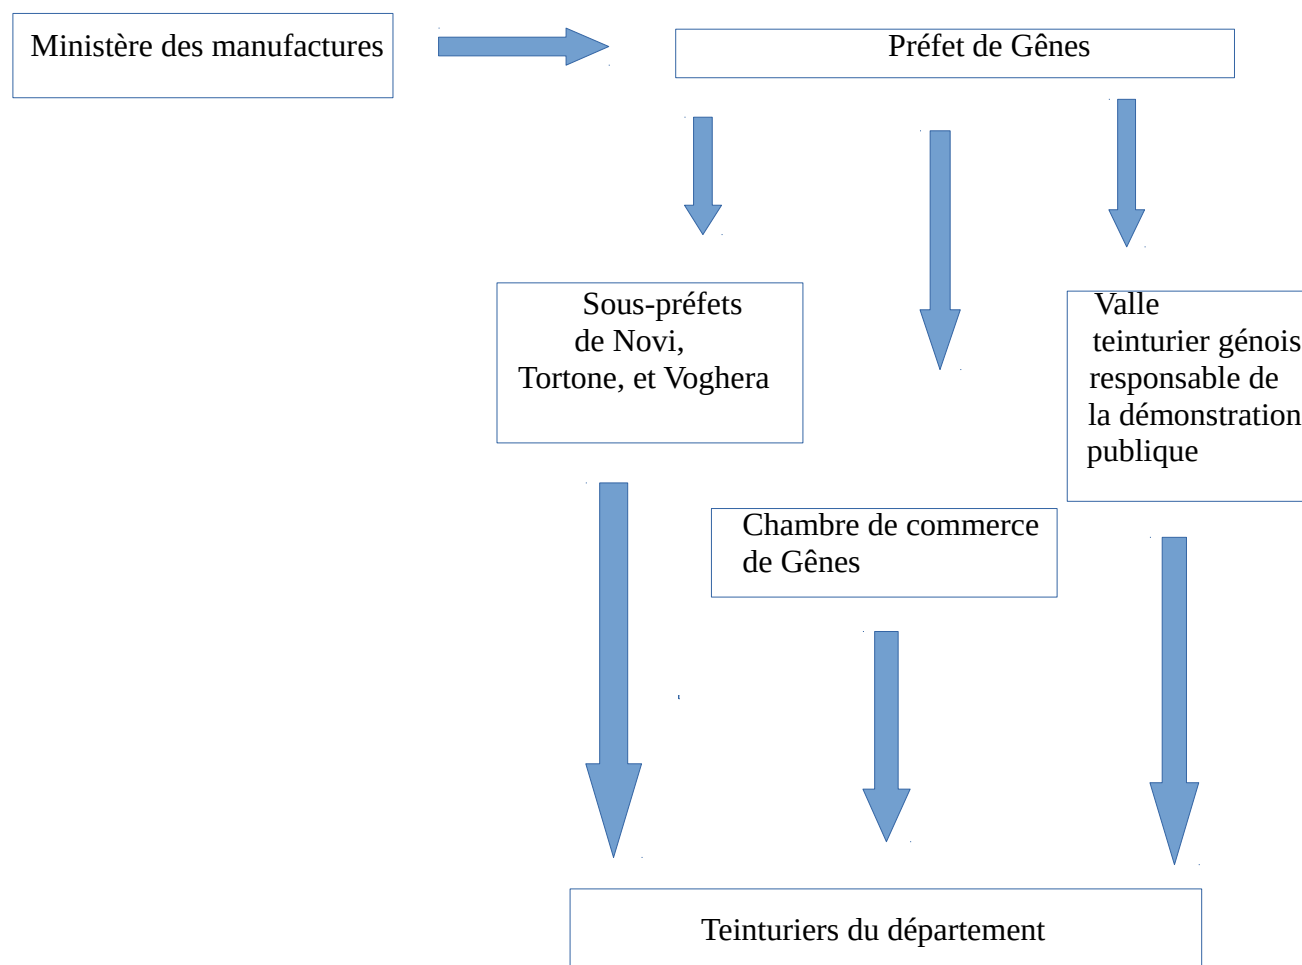 Ministère des manufactures
Préfet de Gênes
Sous-préfets
de Novi,
Tortone, et Voghera
Valle
teinturier génois
responsable de
la démonstration
publique
Chambre de commerce
de Gênes
Teinturiers du département